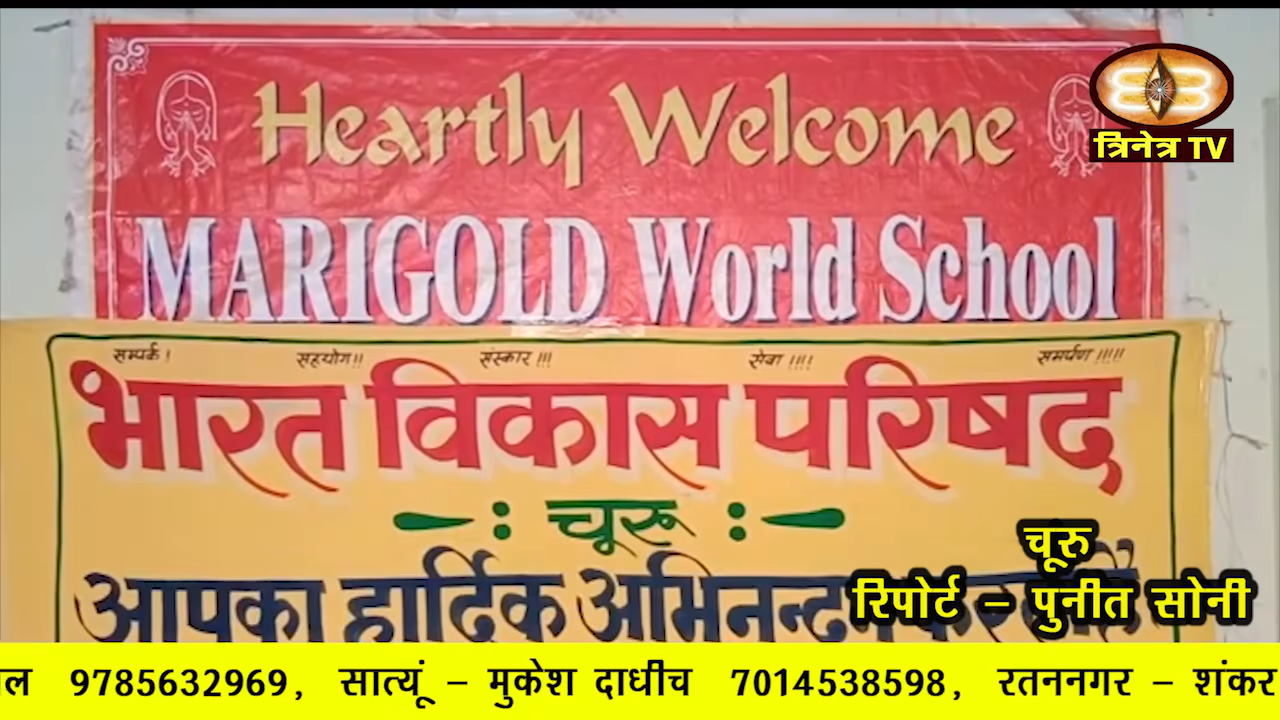 Heartly Welcome
त्रिनेत्र TV
MARIGOLD World School
सम्पर्क ! सहयोग!! संस्कार !!! सेवा !!!! समर्पण !!!!!
भारत विकास परिषद
: चूरू :
आपका हार्दिक अभिनन्दन
चूरु
रिपोर्ट – पुनीत सोनी
ल 9785632969, सात्यूं – मुकेश दाधीच 7014538598, रतननगर – शंकर